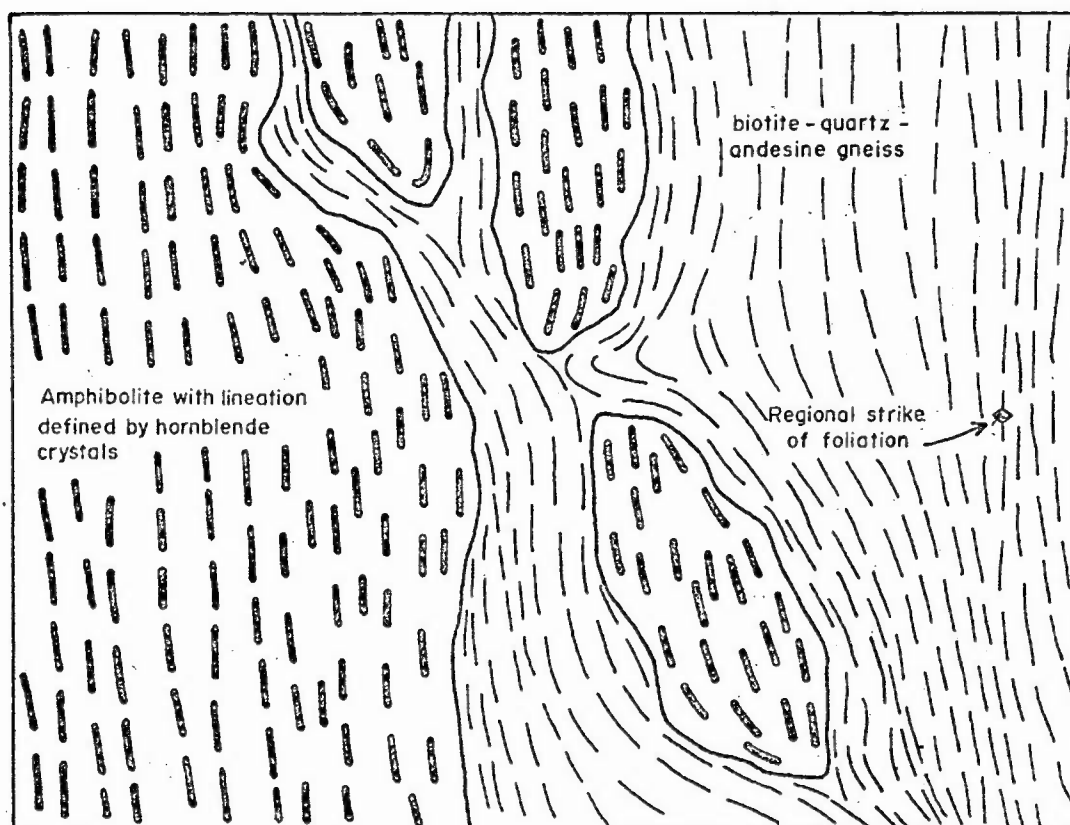 biotite-quartz-
andesine gneiss
Amphibolite with lineation
defined by hornblende
crystals
Regional strike
of foliation